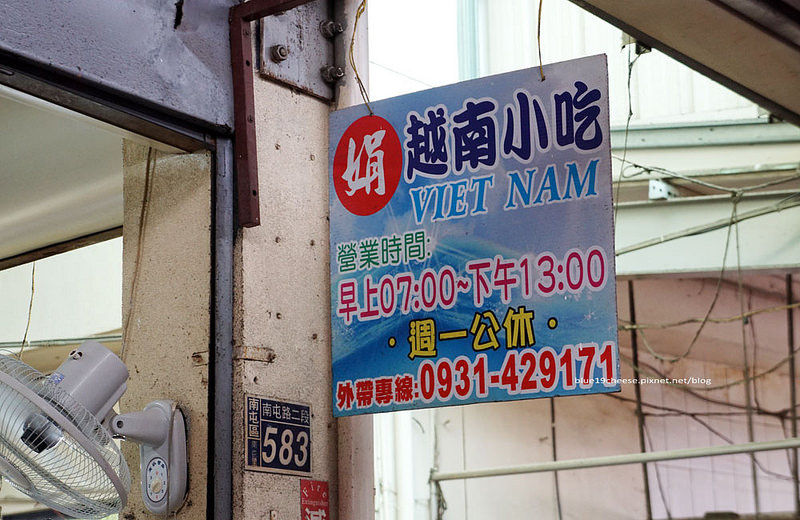 娟 越南小吃
VIET NAM
營業時間:
早上07:00~下午13:00
·週一公休·
外帶專線:0931-429171
blue19cheese.pixnet.net/blog
南屯區
南屯路二段
583
Fire
Extinguisher